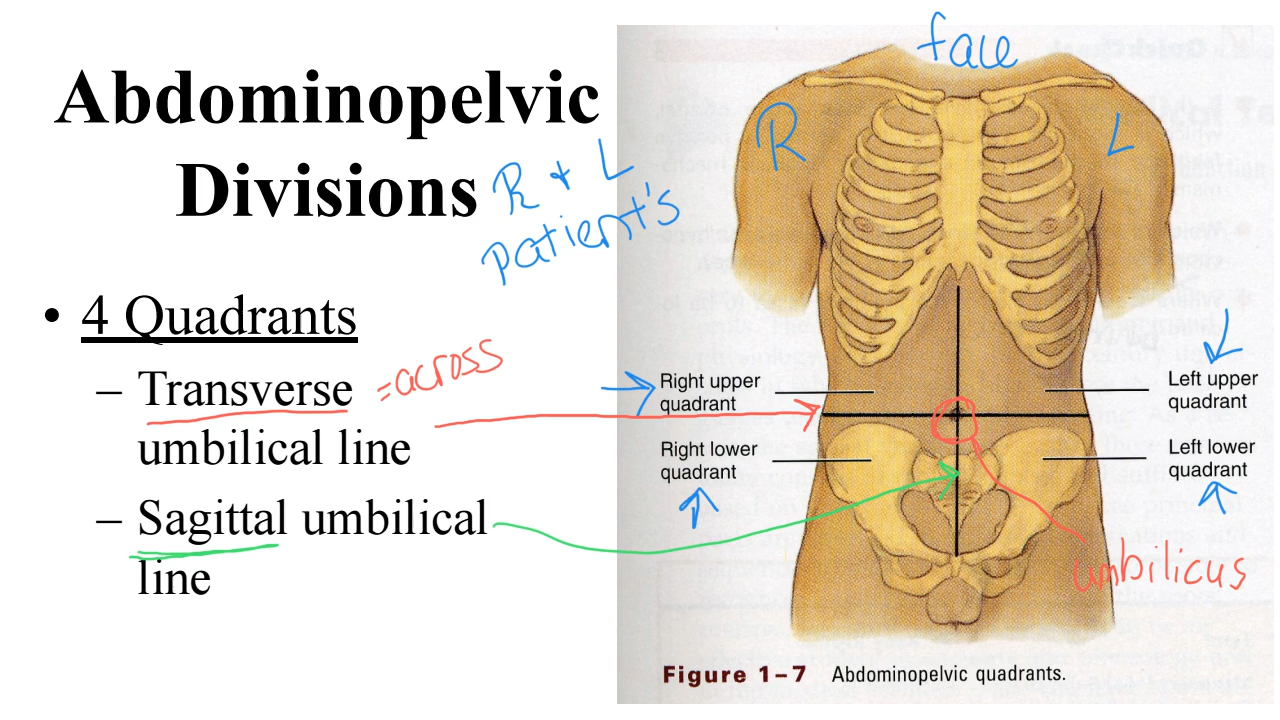 Abdominopelvic
Divisions
R + L
patient's
• 4 Quadrants
– Transverse
=across
umbilical line
– Sagittal umbilical
line
face
R
L
Right upper
quadrant
Left upper
quadrant
Right lower
quadrant
Left lower
quadrant
umbilicus
Figure 1–7 Abdominopelvic quadrants.